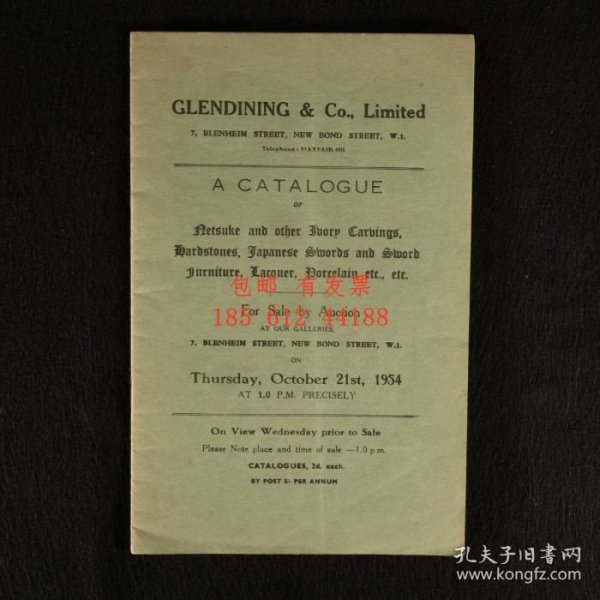 GLENDINING & Co., Limited
7, BLENHEIM STREET, NEW BOND STREET, W.1.
Telephone: MAYFAIR
A CATALOGUE
OF
Netsuke and other Ivory Carvings,
Hardstones, Japanese Swords and Sword
Furniture, Lacquer, Porcelain etc., etc.
包邮 有发票
For Sale by Auction
185 612 44188
AT OUR GALLERIES,
7, BLENHEIM STREET, NEW BOND STREET, W.1.
ON
Thursday, October 21st, 1954
AT 1.0 P.M. PRECISELY
On View Wednesday prior to Sale
Please Note place and time of sale —1.0 p.m.
CATALOGUES, 2d. each.
BY POST 5/- PER ANNUM
孔夫子旧书网
www.kongfz.com